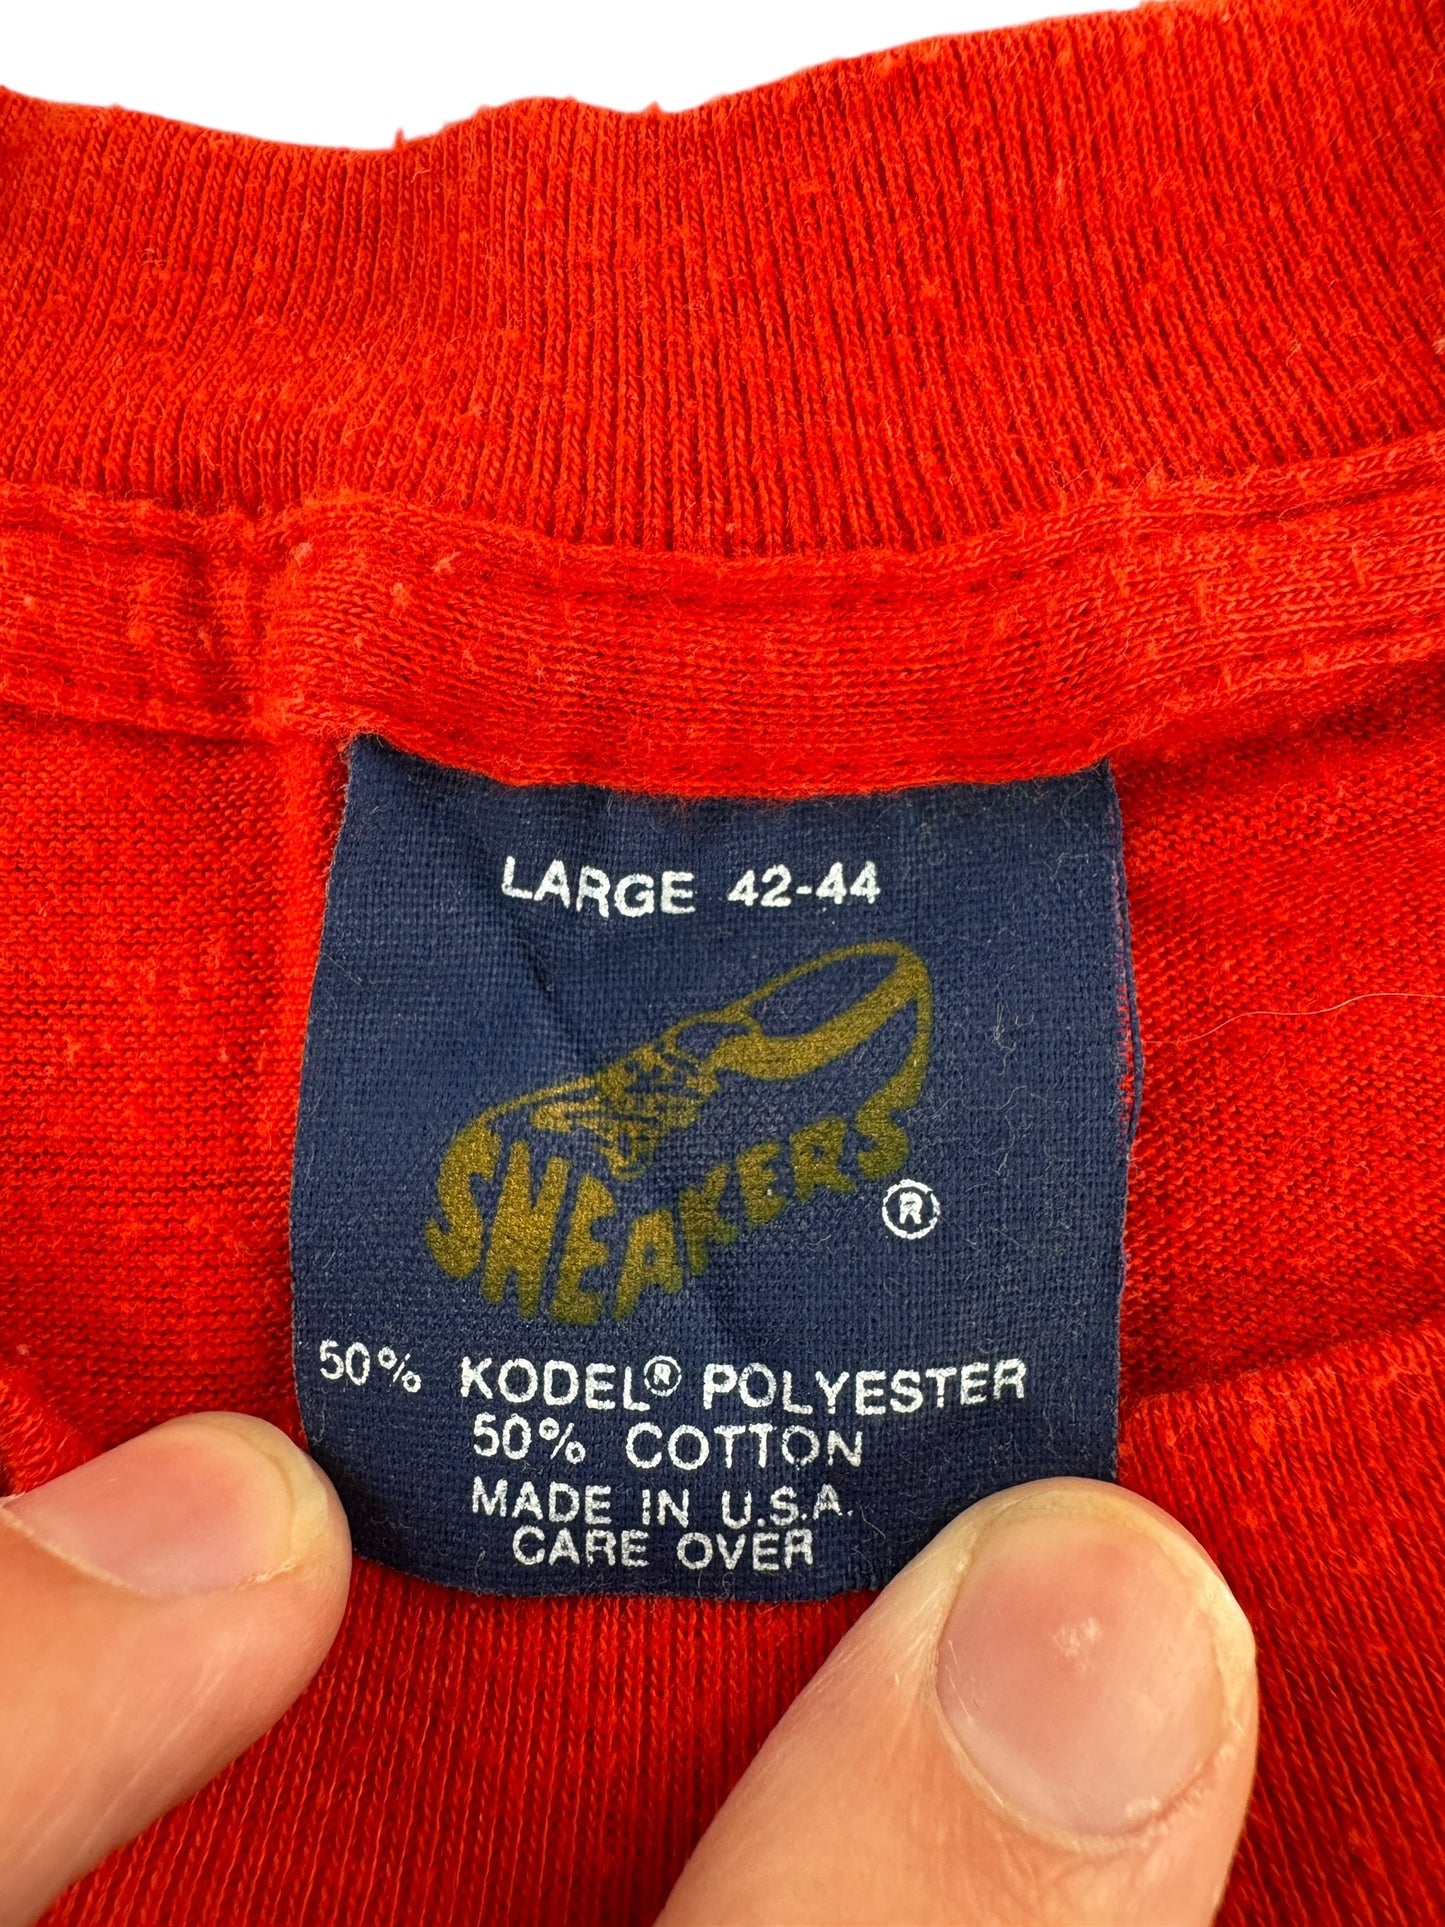 LARGE 42-44
SNEAKERS ®
50% KODEL® POLYESTER
50% COTTON
MADE IN U.S.A.
CARE OVER